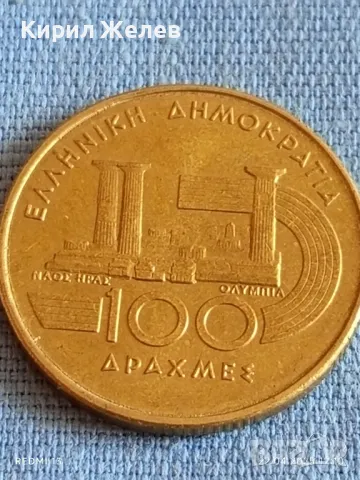 Кирил Желев
ΕΛΛΗΝΙΚΗ ΔΗΜΟΚΡΑΤΙΑ
ΝΑΟΣ ΗΡΑΣ
ΟΛΥΜΠΙΑ
100
ΔΡΑΧΜΕΣ